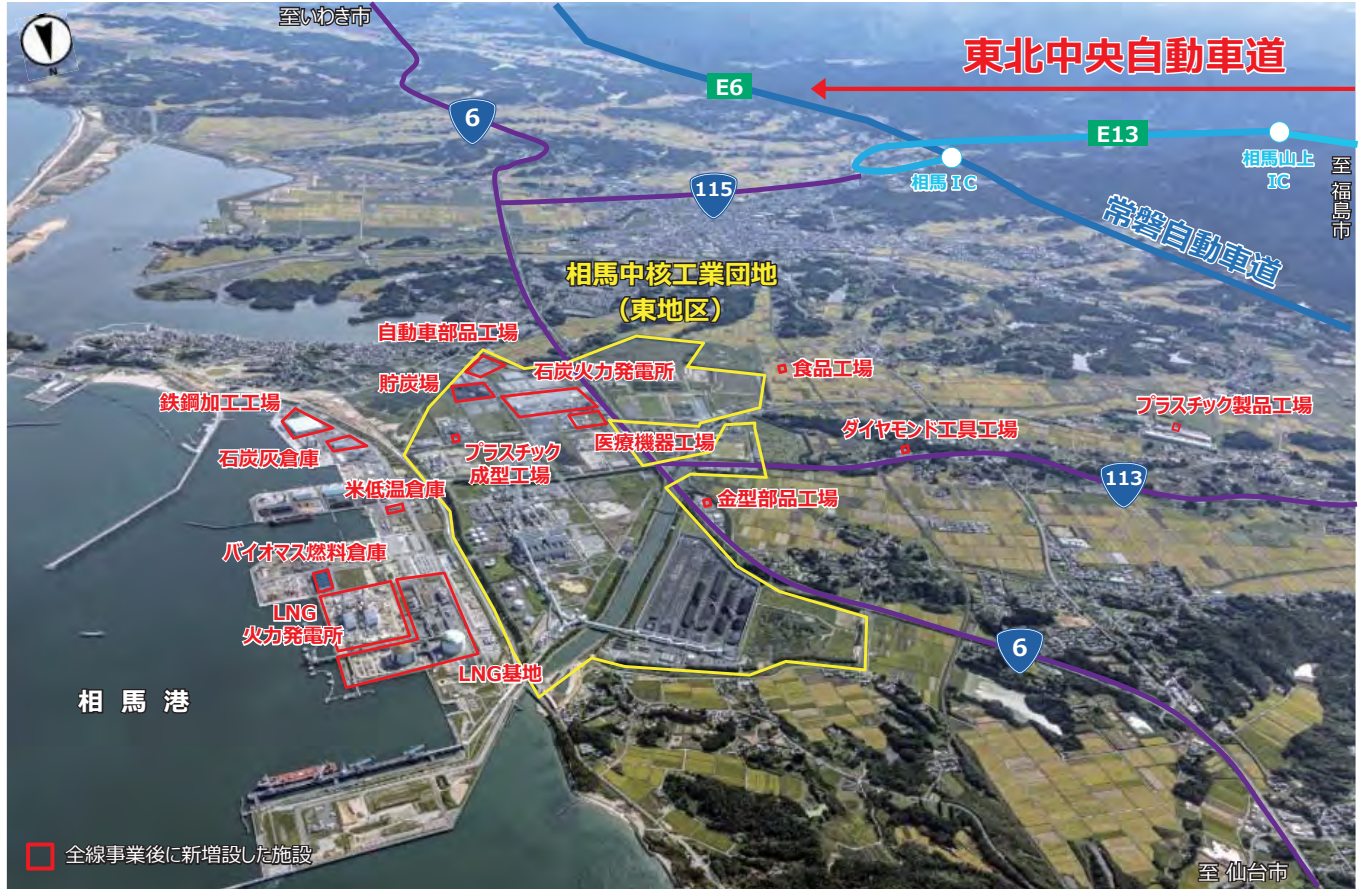 至いわき市
N
東北中央自動車道
E6
6
E13
相馬IC
相馬山上
IC
至
福島市
115
常磐自動車道
相馬中核工業団地
（東地区）
自動車部品工場
石炭火力発電所
食品工場
貯炭場
鉄鋼加工工場
プラスチック製品工場
ダイヤモンド工具工場
医療機器工場
プラスチック
成型工場
石炭灰倉庫
113
米低温倉庫
金型部品工場
バイオマス燃料倉庫
LNG
火力発電所
6
LNG基地
相馬港
全線事業後に新増設した施設
至 仙台市